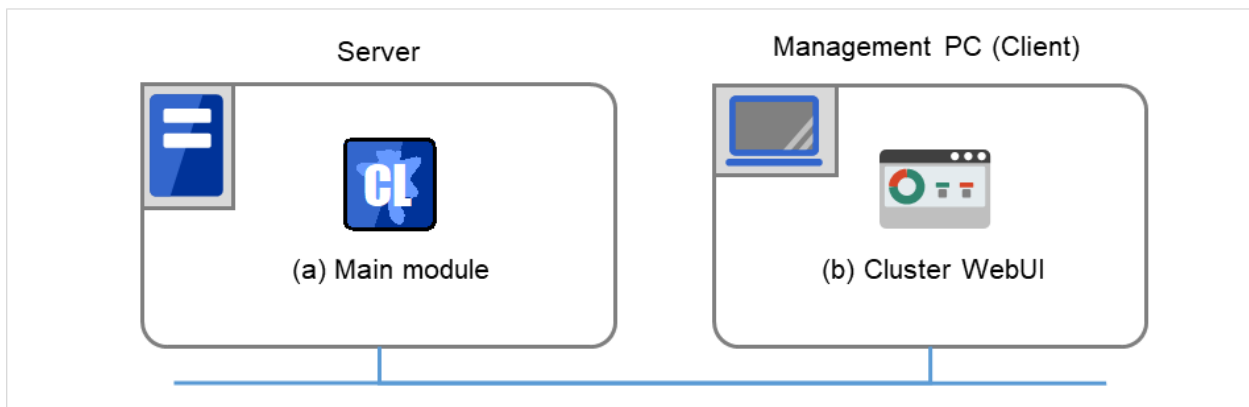 Server
Management PC (Client)
CL
(a) Main module
(b) Cluster WebUI